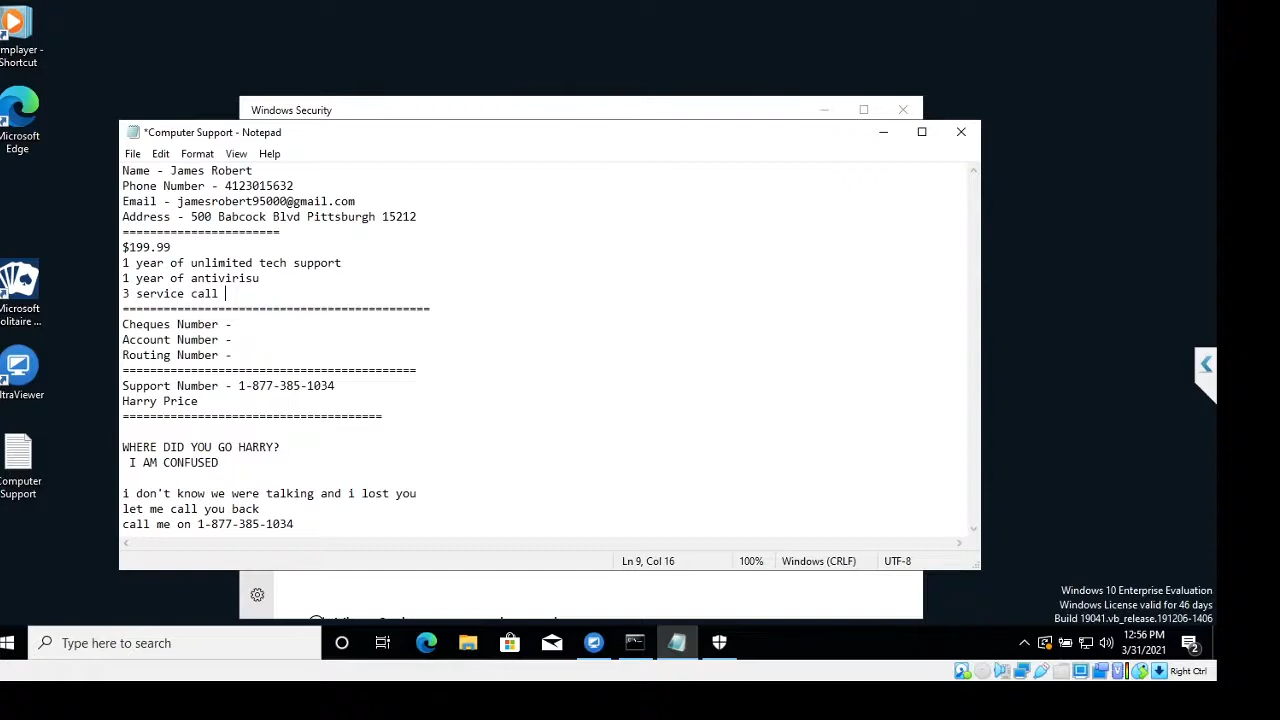 mplayer -
Shortcut
Microsoft
Edge
Microsoft
Solitaire ...
ltraViewer
Computer
Support
Windows Security
*Computer Support - Notepad
File Edit Format View Help
Name - James Robert
Phone Number - 4123015632
Email - jamesrobert95000@gmail.com
Address - 500 Babcock Blvd Pittsburgh 15212
=======================
$199.99
1 year of unlimited tech support
1 year of antivirisu
3 service call
=============================================
Cheques Number -
Account Number -
Routing Number -
===========================================
Support Number - 1-877-385-1034
Harry Price
======================================
WHERE DID YOU GO HARRY?
I AM CONFUSED
i don't know we were talking and i lost you
let me call you back
call me on 1-877-385-1034
Ln 9, Col 16 100% Windows (CRLF) UTF-8
Windows 10 Enterprise Evaluation
Windows License valid for 46 days
Build 19041.vb_release.191206-1406
Type here to search
12:56 PM
3/31/2021
2
Right Ctrl